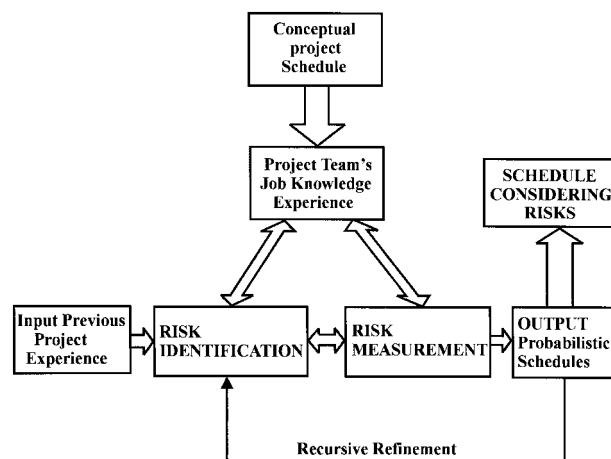 Conceptual
project
Schedule
Project Team's
Job Knowledge
Experience
SCHEDULE
CONSIDERING
RISKS
Input Previous
Project
Experience
RISK
IDENTIFICATION
RISK
MEASUREMENT
OUTPUT
Probabilistic
Schedules
Recursive Refinement